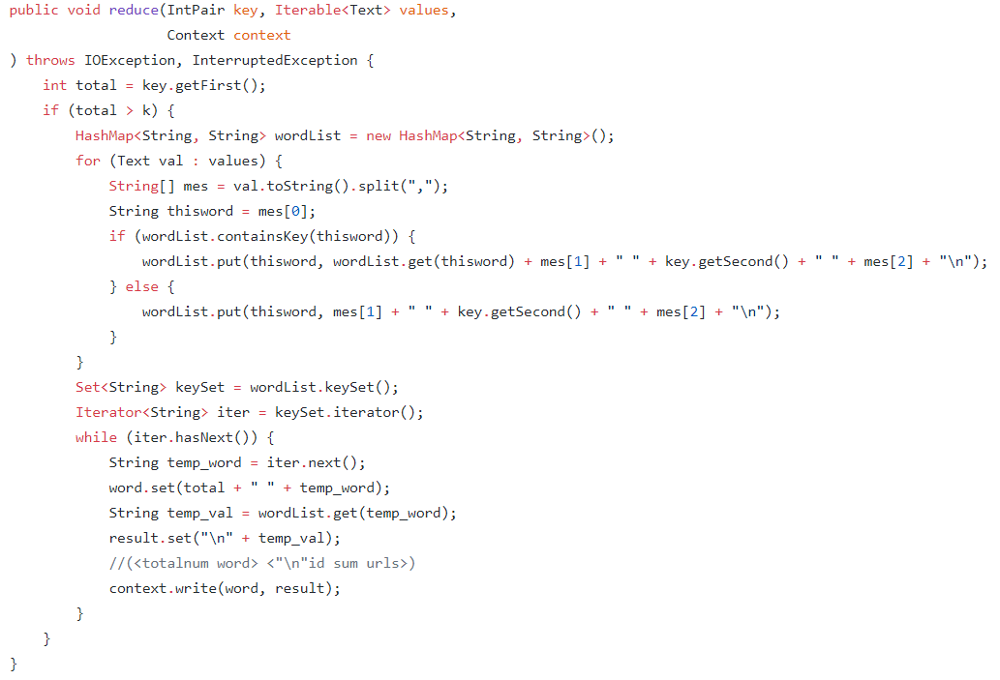 public void reduce(IntPair key, Iterable<Text> values,
                   Context context
) throws IOException, InterruptedException {
    int total = key.getFirst();
    if (total > k) {
        HashMap<String, String> wordList = new HashMap<String, String>();
        for (Text val : values) {
            String[] mes = val.toString().split(",");
            String thisword = mes[0];
            if (wordList.containsKey(thisword)) {
                wordList.put(thisword, wordList.get(thisword) + mes[1] + " " + key.getSecond() + " " + mes[2] + "\n");
            } else {
                wordList.put(thisword, mes[1] + " " + key.getSecond() + " " + mes[2] + "\n");
            }
        }
        Set<String> keySet = wordList.keySet();
        Iterator<String> iter = keySet.iterator();
        while (iter.hasNext()) {
            String temp_word = iter.next();
            word.set(total + " " + temp_word);
            String temp_val = wordList.get(temp_word);
            result.set("\n" + temp_val);
            //(<totalnum word> <"\n"id sum urls>)
            context.write(word, result);
        }
    }
}